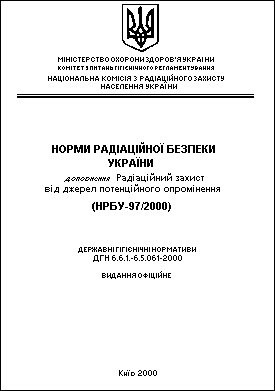 МІНІСТЕРСТВО ОХОРОНИ ЗДОРОВ'Я УКРАЇНИ
КОМІТЕТ З ПИТАНЬ ГІГІЄНІЧНОГО РЕГЛАМЕНТУВАННЯ
НАЦІОНАЛЬНА КОМІСІЯ З РАДІАЦІЙНОГО ЗАХИСТУ
НАСЕЛЕННЯ УКРАЇНИ
НОРМИ РАДІАЦІЙНОЇ БЕЗПЕКИ
УКРАЇНИ
доповнення Радіаційний захист
від джерел потенційного опромінення
(НРБУ-97/2000)
ДЕРЖАВНІ ГІГІЄНІЧНІ НОРМАТИВИ
ДГН 6.6.1.-6.5.061-2000
ВИДАННЯ ОФІЦІЙНЕ
Київ 2000